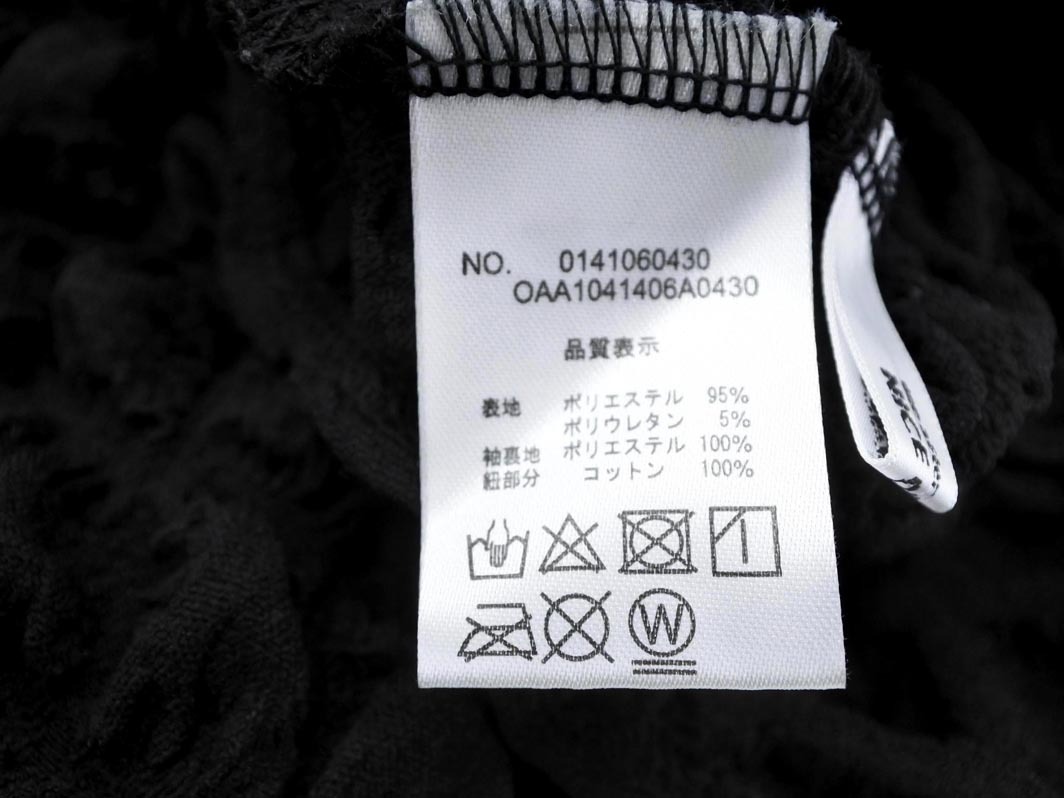 NO. 0141060430
OAA1041406A0430
品質表示
表地 ポリエステル 95%
ポリウレタン 5%
袖裏地 ポリエステル 100%
紐部分 コットン 100%
W
NICE